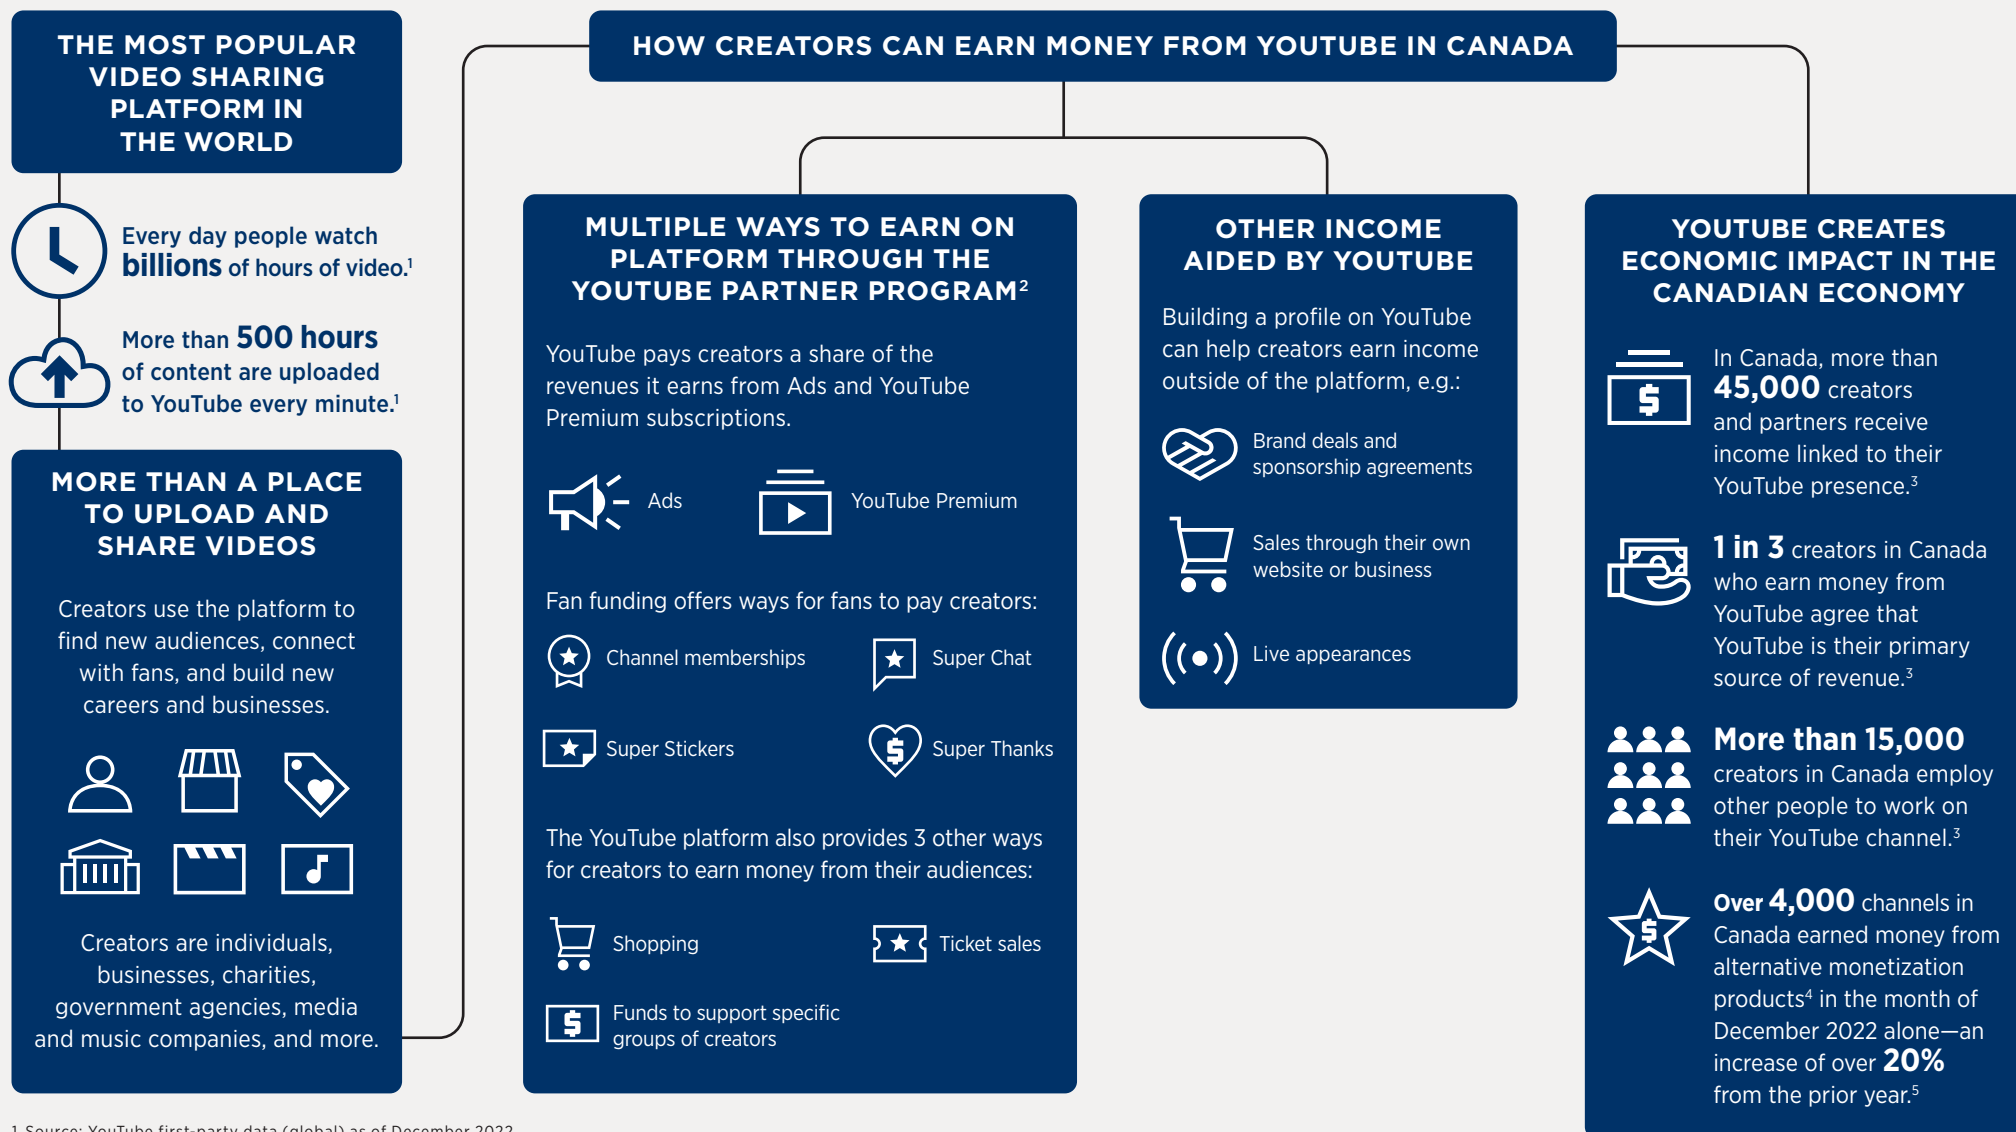 THE MOST POPULAR
VIDEO SHARING
PLATFORM IN
THE WORLD
Every day people watch
billions of hours of video.¹
More than 500 hours
of content are uploaded
to YouTube every minute.¹
MORE THAN A PLACE
TO UPLOAD AND
SHARE VIDEOS
Creators use the platform to
find new audiences, connect
with fans, and build new
careers and businesses.
Creators are individuals,
businesses, charities,
government agencies, media
and music companies, and more.
HOW CREATORS CAN EARN MONEY FROM YOUTUBE IN CANADA
MULTIPLE WAYS TO EARN ON
PLATFORM THROUGH THE
YOUTUBE PARTNER PROGRAM²
YouTube pays creators a share of the
revenues it earns from Ads and YouTube
Premium subscriptions.
Ads
YouTube Premium
Fan funding offers ways for fans to pay creators:
Channel memberships
Super Chat
Super Stickers
Super Thanks
The YouTube platform also provides 3 other ways
for creators to earn money from their audiences:
Shopping
Ticket sales
Funds to support specific
groups of creators
OTHER INCOME
AIDED BY YOUTUBE
Building a profile on YouTube
can help creators earn income
outside of the platform, e.g.:
Brand deals and
sponsorship agreements
Sales through their own
website or business
Live appearances
YOUTUBE CREATES
ECONOMIC IMPACT IN THE
CANADIAN ECONOMY
In Canada, more than
45,000 creators
and partners receive
income linked to their
YouTube presence.³
1 in 3 creators in Canada
who earn money from
YouTube agree that
YouTube is their primary
source of revenue.³
More than 15,000
creators in Canada employ
other people to work on
their YouTube channel.³
Over 4,000 channels in
Canada earned money from
alternative monetization
products⁴ in the month of
December 2022 alone—an
increase of over 20%
from the prior year.⁵
1 Source: YouTube first-party data (global) as of December 2022